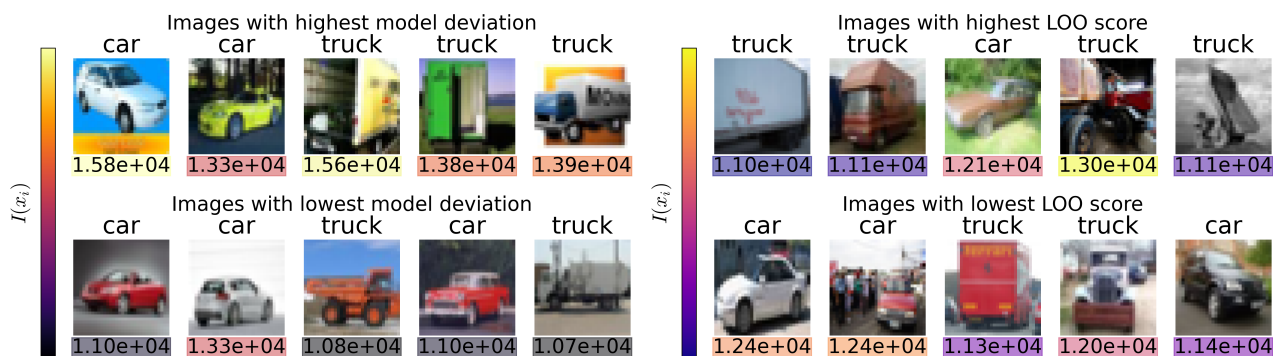 Images with highest model deviation
car car truck truck truck
MOVIN
1.58e+04 1.33e+04 1.56e+04 1.38e+04 1.39e+04
I(x_i)
Images with lowest model deviation
car car truck car truck
1.10e+04 1.33e+04 1.08e+04 1.10e+04 1.07e+04
Images with highest LOO score
truck truck car truck truck
1.10e+04 1.11e+04 1.21e+04 1.30e+04 1.11e+04
I(x_i)
Images with lowest LOO score
car car truck truck car
1.24e+04 1.24e+04 1.13e+04 1.20e+04 1.14e+04